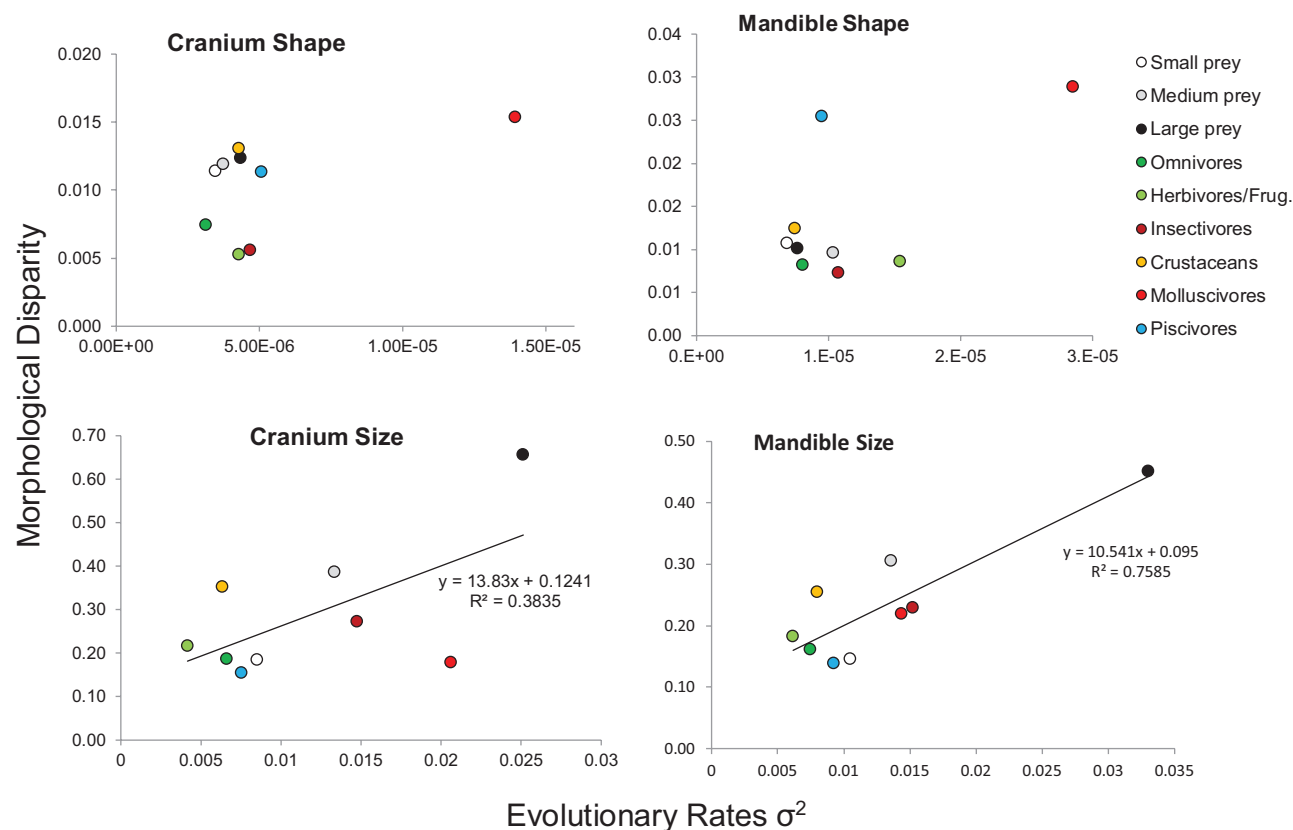 Cranium Shape
0.020
0.015
0.010
0.005
0.000
0.00E+00 5.00E-06 1.00E-05 1.50E-05
Mandible Shape
0.04
0.03
0.03
0.02
0.02
0.01
0.01
0.00
0.E+00 1.E-05 2.E-05 3.E-05
Small prey
Medium prey
Large prey
Omnivores
Herbivores/Frug.
Insectivores
Crustaceans
Molluscivores
Piscivores
Morphological Disparity
Cranium Size
0.70
0.60
0.50
0.40
0.30
0.20
0.10
0.00
y = 13.83x + 0.1241
R² = 0.3835
0 0.005 0.01 0.015 0.02 0.025 0.03
Mandible Size
0.50
0.40
0.30
0.20
0.10
0.00
y = 10.541x + 0.095
R² = 0.7585
0 0.005 0.01 0.015 0.02 0.025 0.03 0.035
Evolutionary Rates σ²